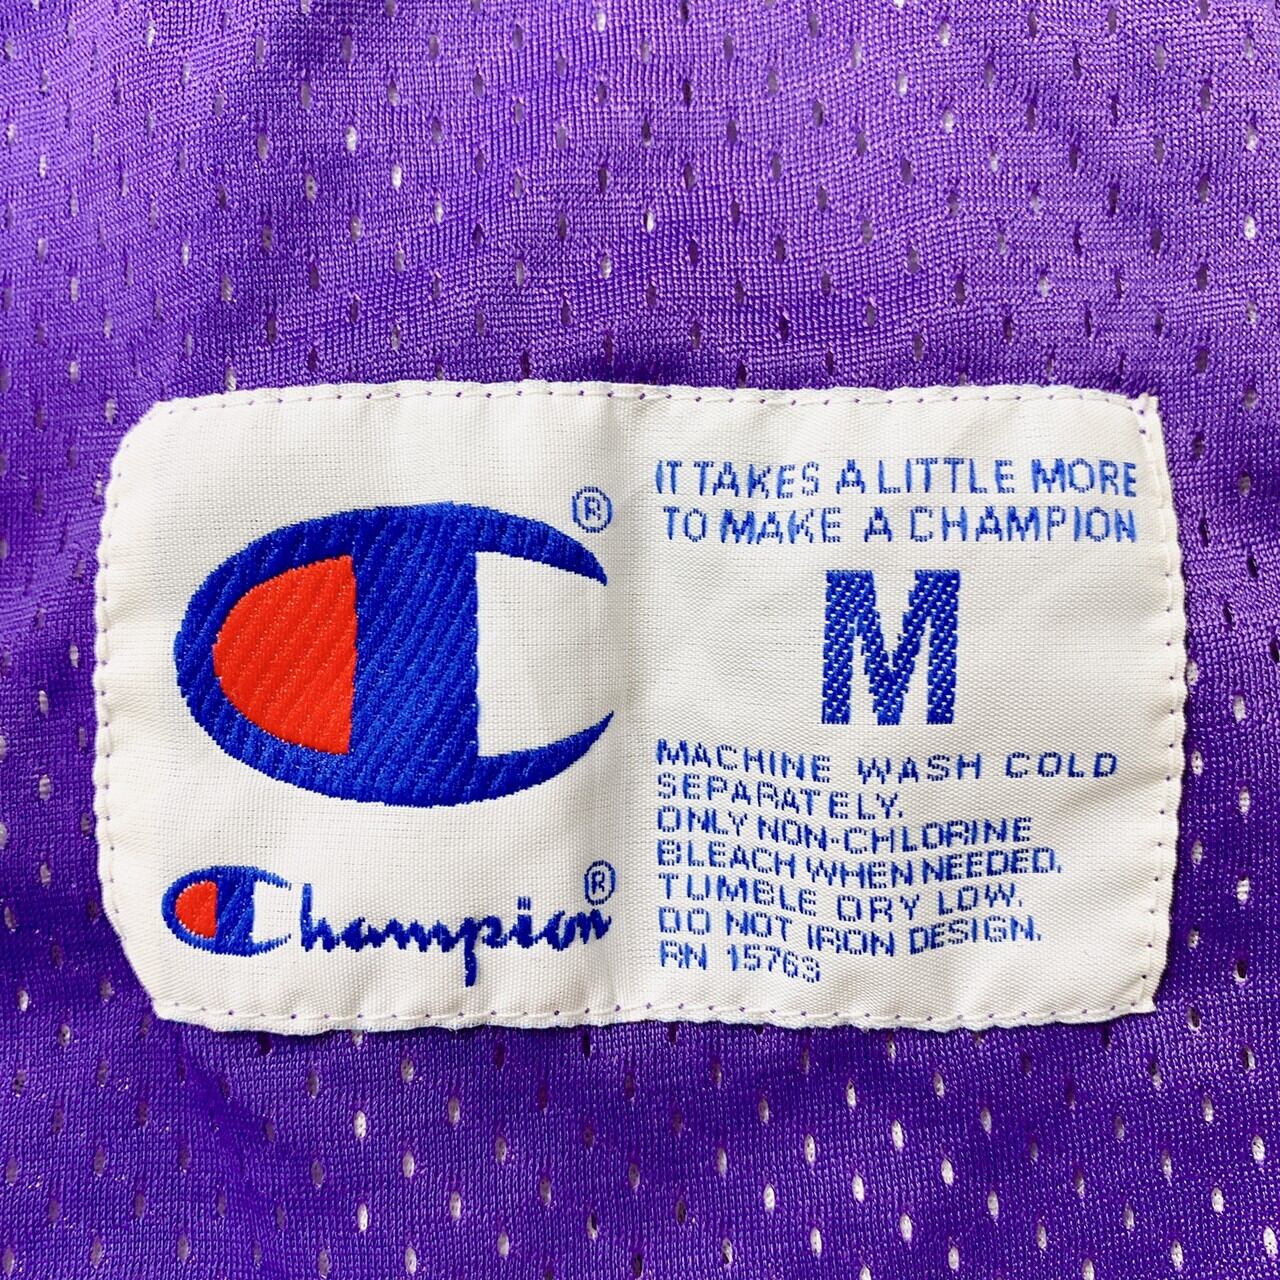 ®
Champion®
IT TAKES A LITTLE MORE
TO MAKE A CHAMPION
M
MACHINE WASH COLD
SEPARATELY.
ONLY NON-CHLORINE
BLEACH WHEN NEEDED.
TUMBLE DRY LOW.
DO NOT IRON DESIGN.
RN 15763